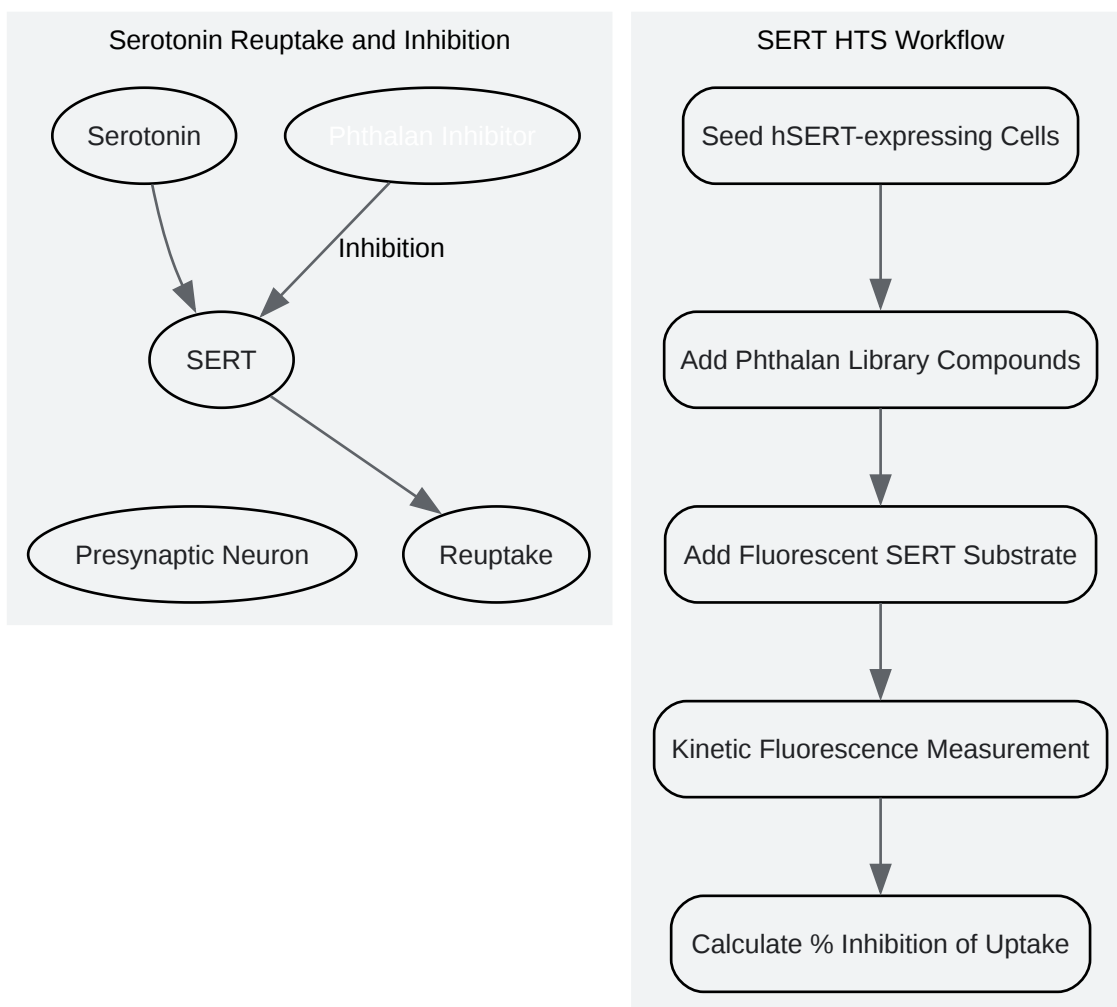 Serotonin Reuptake and Inhibition
Serotonin
Phthalan Inhibitor
Inhibition
SERT
Presynaptic Neuron
Reuptake
SERT HTS Workflow
Seed hSERT-expressing Cells
Add Phthalan Library Compounds
Add Fluorescent SERT Substrate
Kinetic Fluorescence Measurement
Calculate % Inhibition of Uptake